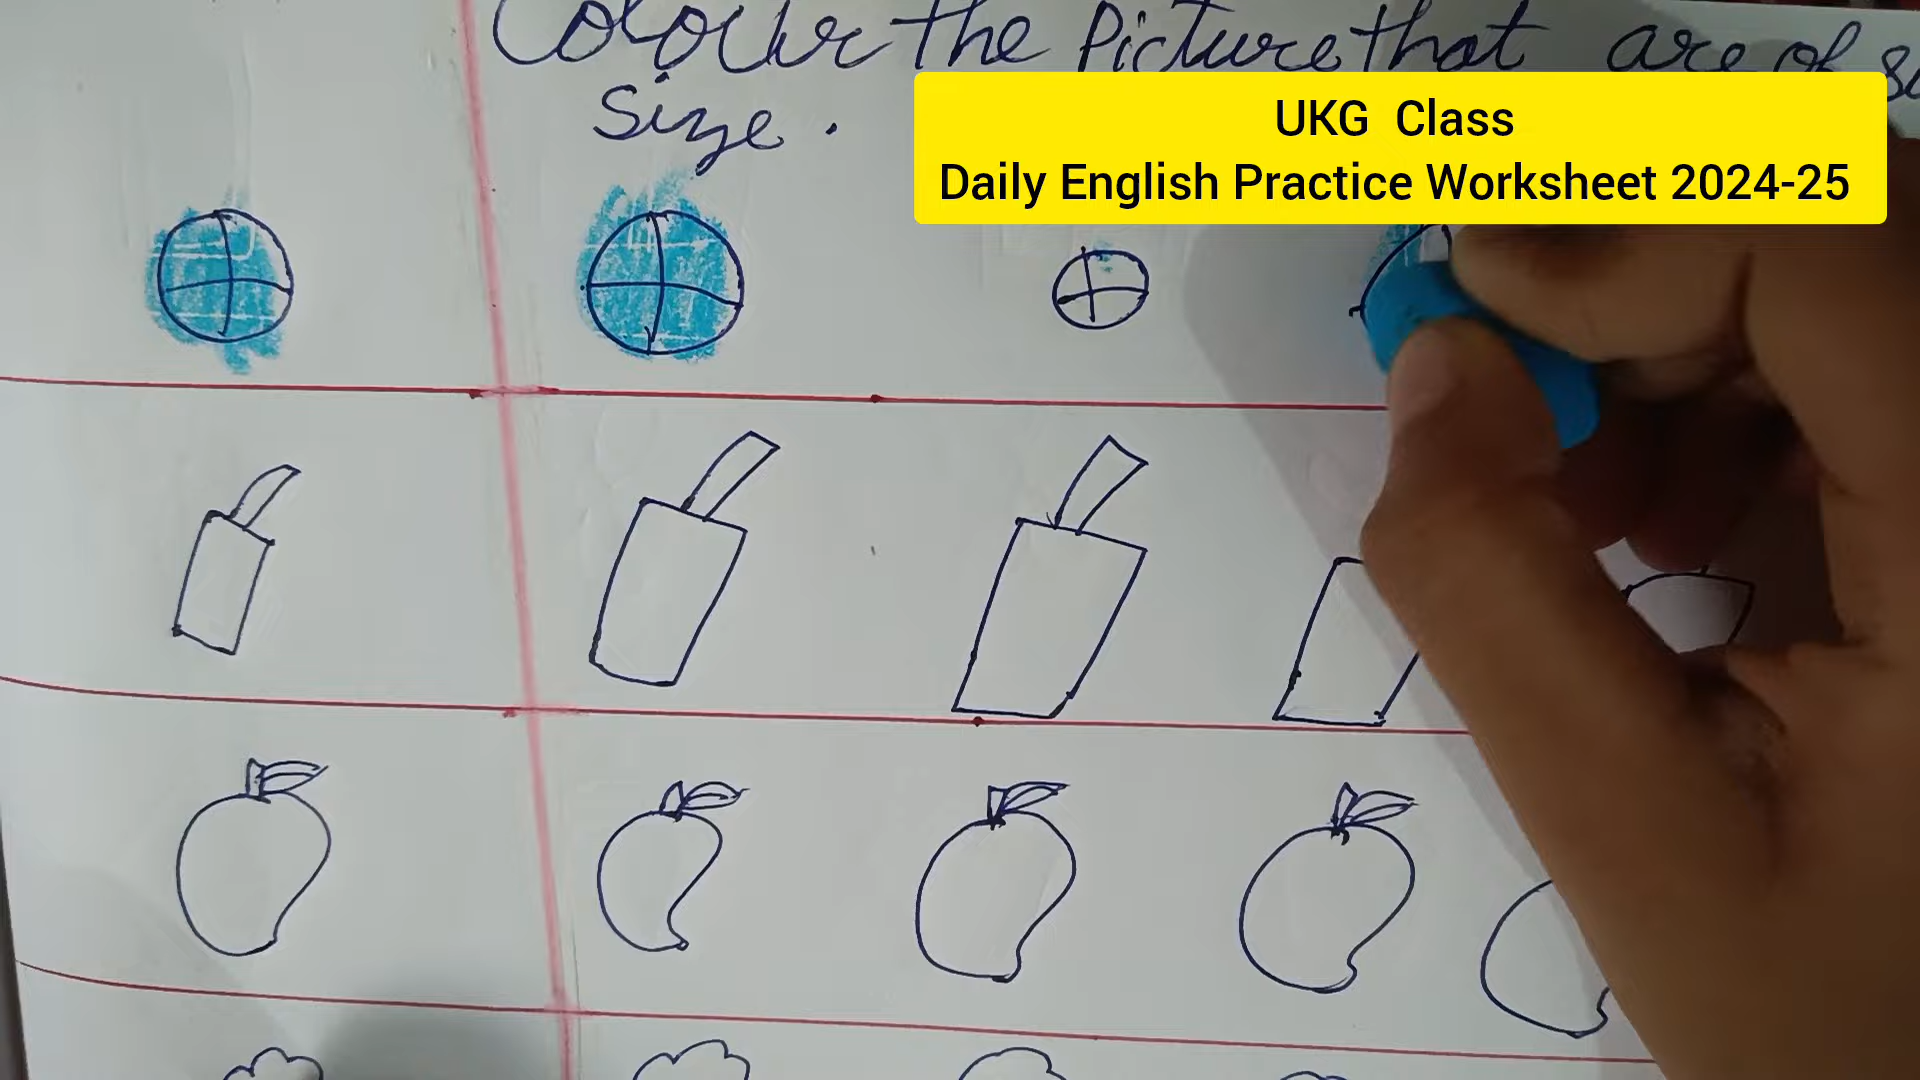 Colour the Picture that are of
Size.
UKG Class
Daily English Practice Worksheet 2024-25